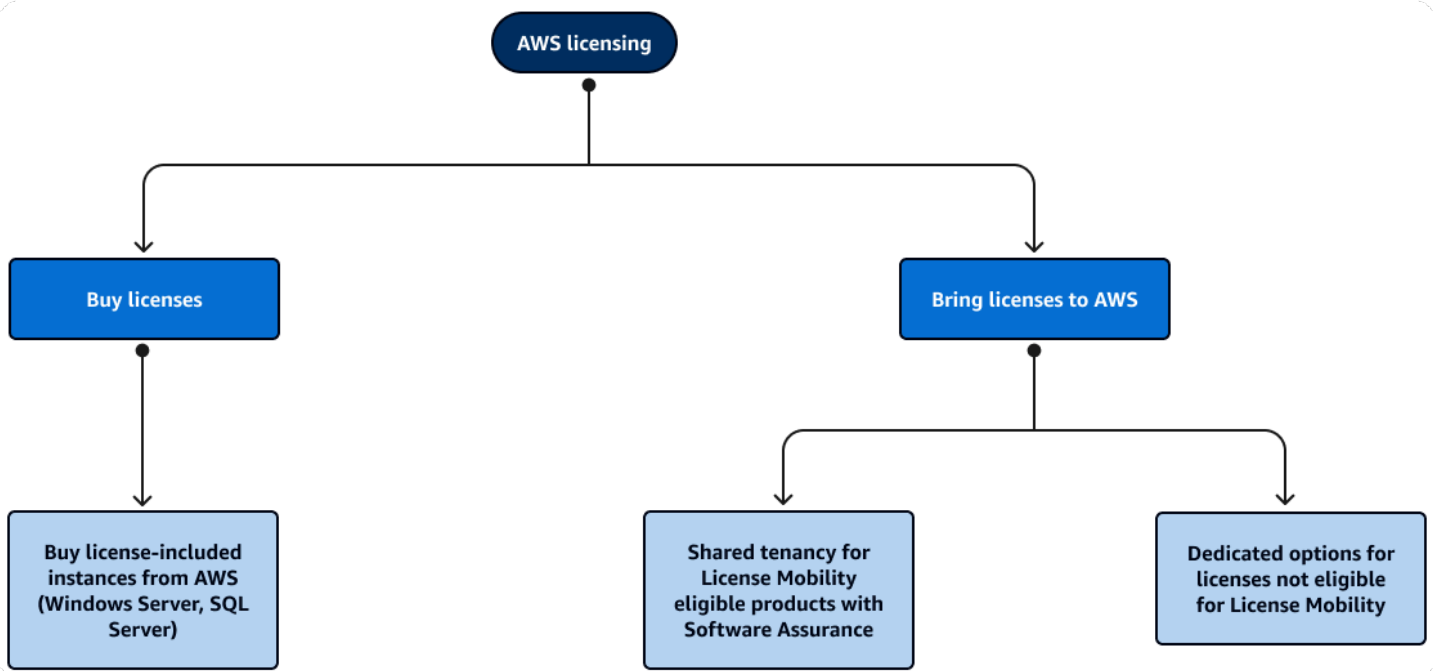 AWS licensing
Buy licenses
Bring licenses to AWS
Buy license-included
instances from AWS
(Windows Server, SQL
Server)
Shared tenancy for
License Mobility
eligible products with
Software Assurance
Dedicated options for
licenses not eligible
for License Mobility